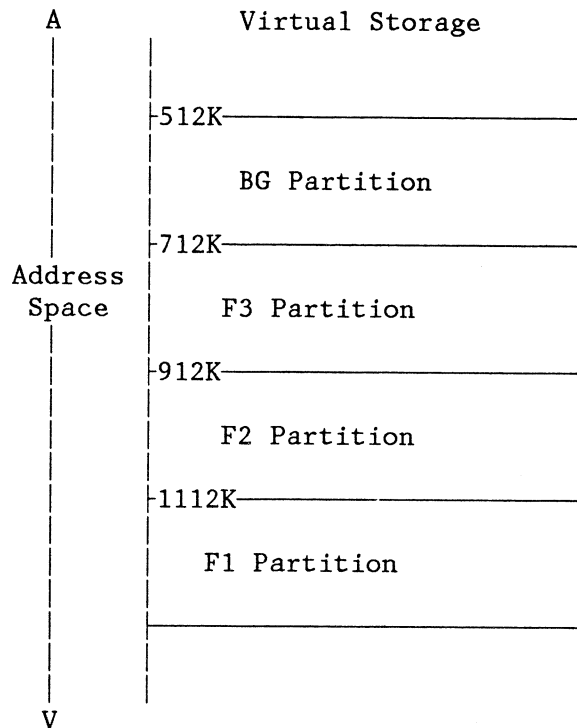 A Virtual Storage
512K
BG Partition
712K
Address
Space
F3 Partition
912K
F2 Partition
1112K
F1 Partition
V